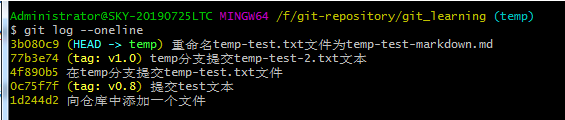 Administrator@SKY-20190725LTC MINGW64 /f/git-repository/git_learning (temp)
$ git log --oneline
3b080c9 (HEAD -> temp) 重命名temp-test.txt文件为temp-test-markdown.md
77b3e74 (tag: v1.0) temp分支提交temp-test-2.txt文本
4f890b5 在temp分支提交temp-test.txt文件
0c75f7f (tag: v0.8) 提交test文本
1d244d2 向仓库中添加一个文件